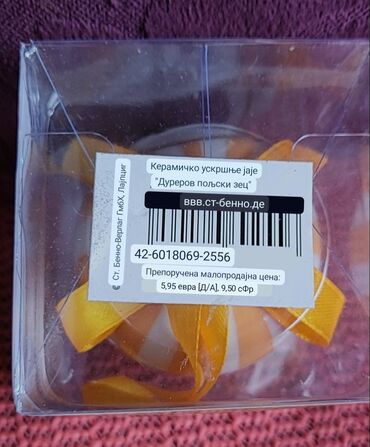 Керамичко ускршње јаје
"Дуреров пољски зец"
ввв.ст-бенно.де
42-6018069-2556
Препоручена малопродајна цена:
5,95 евра [Д/А], 9,50 сФр
© Ст. Бенно-Верлаг ГмбХ, Лајпциг